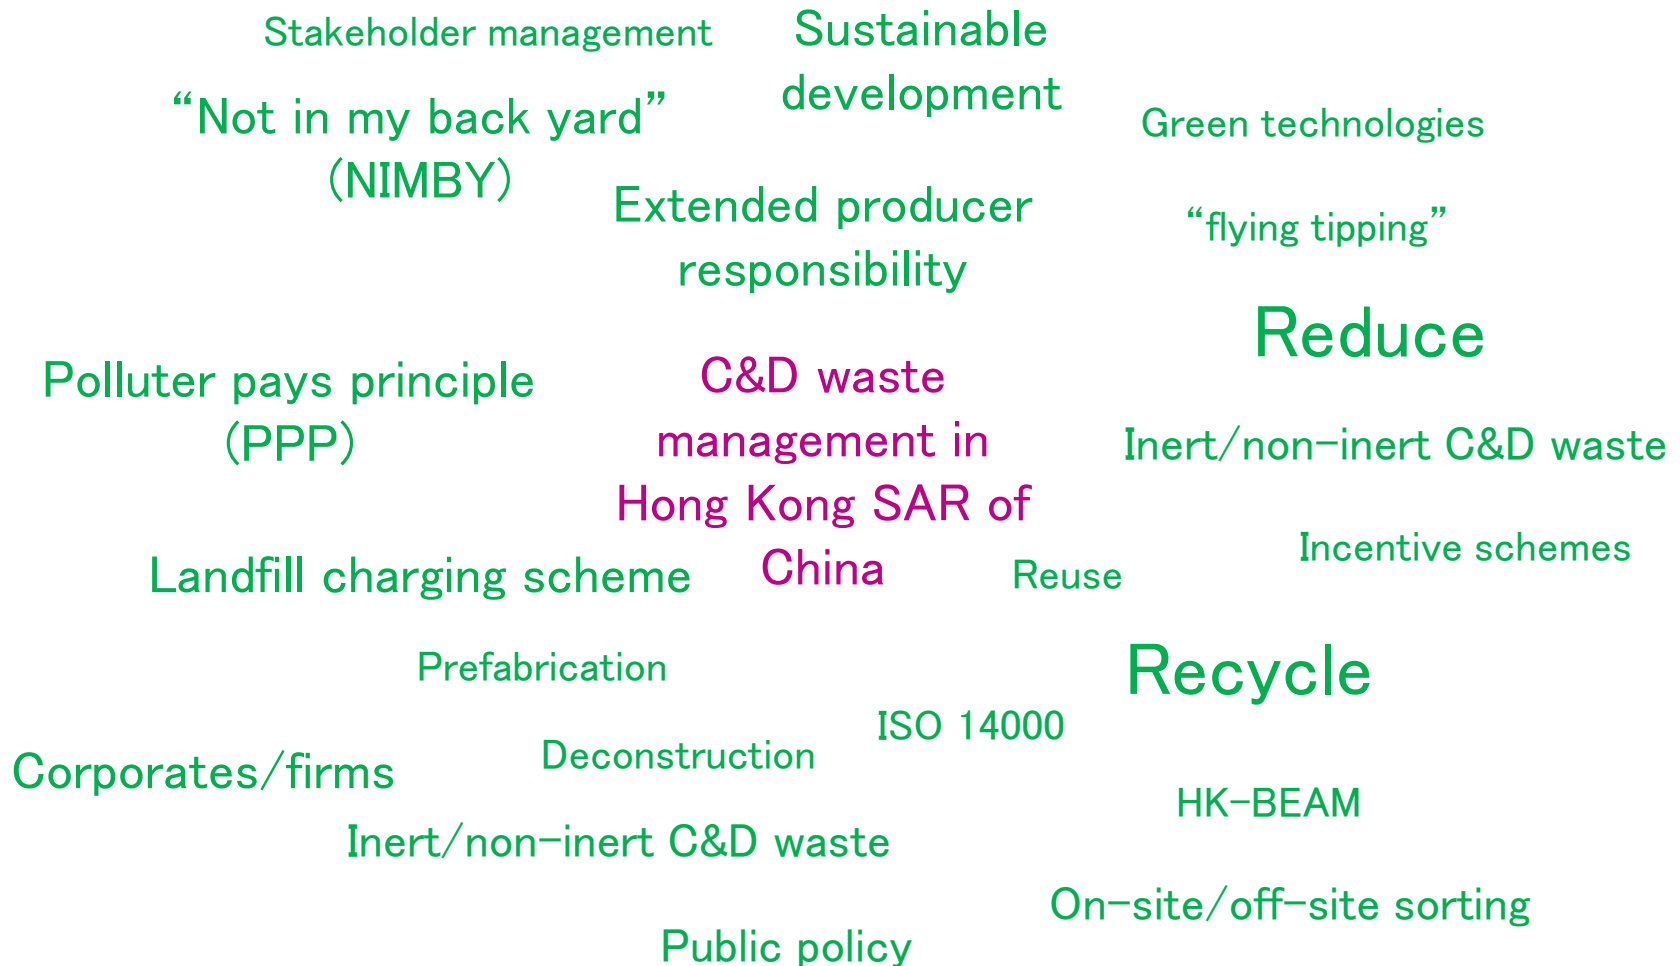 Stakeholder management
Sustainable
development
“Not in my back yard”
(NIMBY)
Green technologies
Extended producer
responsibility
“flying tipping”
Reduce
Polluter pays principle
(PPP)
C&D waste
management in
Hong Kong SAR of
China
Inert/non-inert C&D waste
Incentive schemes
Landfill charging scheme
Reuse
Prefabrication
Recycle
ISO 14000
Deconstruction
Corporates/firms
HK-BEAM
Inert/non-inert C&D waste
On-site/off-site sorting
Public policy